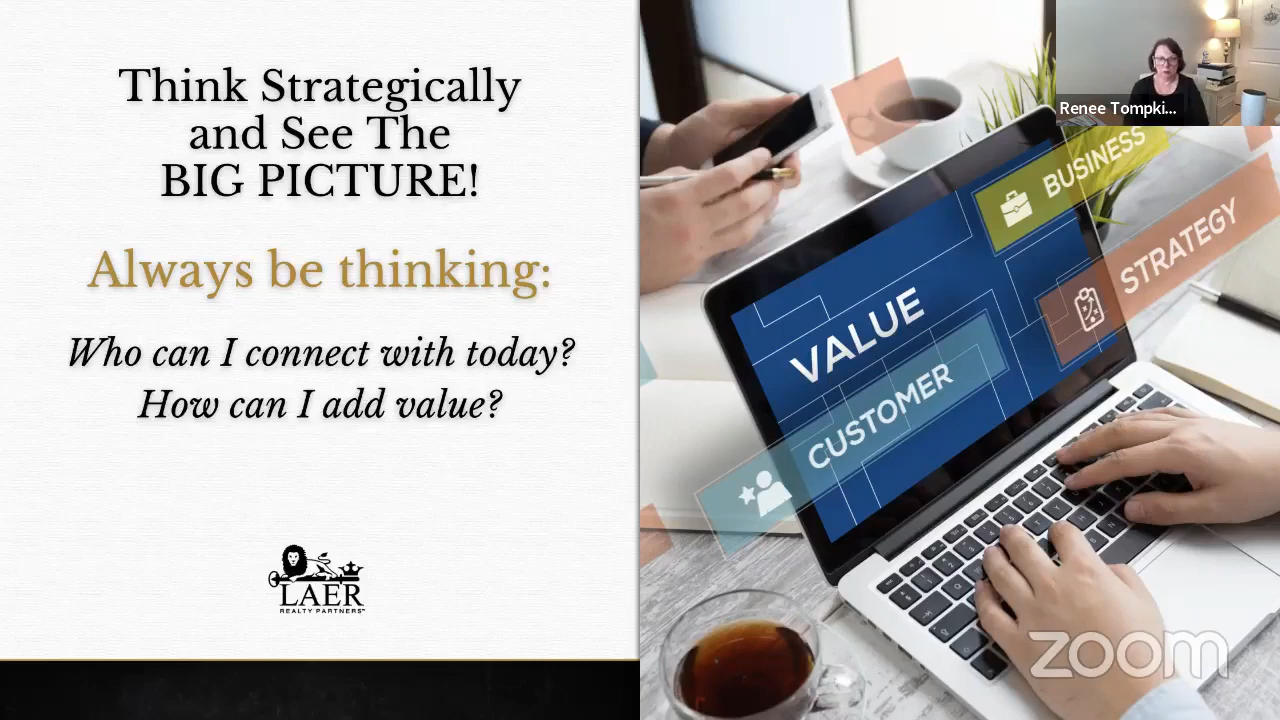 Think Strategically
and See The
BIG PICTURE!
Always be thinking:
Who can I connect with today?
How can I add value?
LAER
REALTY PARTNERS
VALUE
CUSTOMER
BUSINESS
STRATEGY
Renee Tompki...
zoom